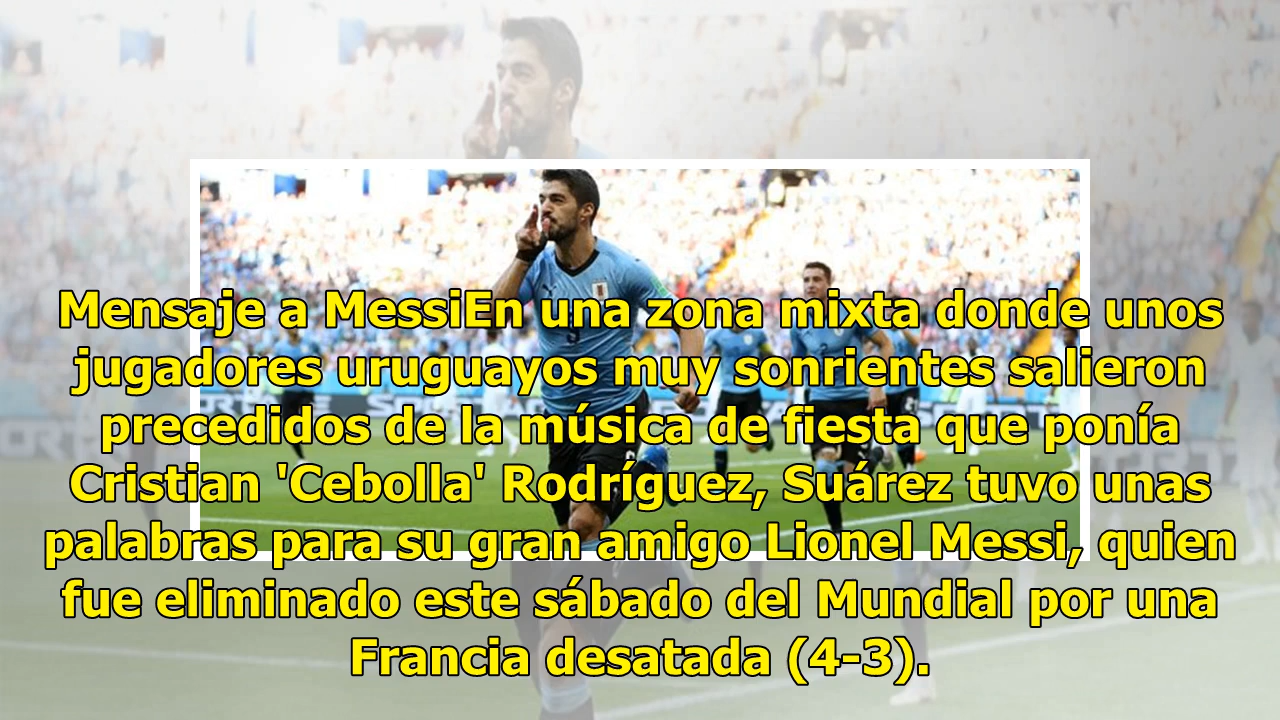 Mensaje a MessiEn una zona mixta donde unos
jugadores uruguayos muy sonrientes salieron
precedidos de la música de fiesta que ponía
Cristian 'Cebolla' Rodríguez, Suárez tuvo unas
palabras para su gran amigo Lionel Messi, quien
fue eliminado este sábado del Mundial por una
Francia desatada (4-3).